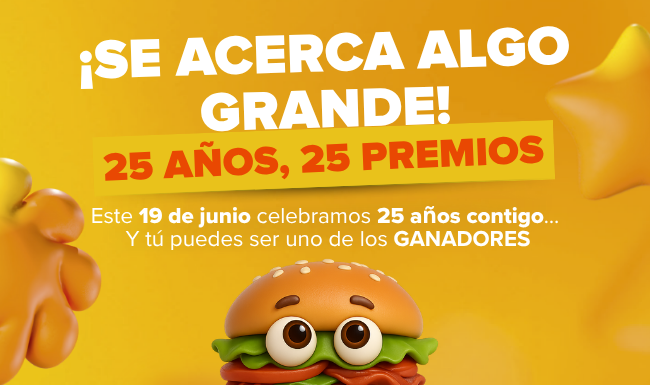 ¡SE ACERCA ALGO
GRANDE!
25 AÑOS, 25 PREMIOS
Este 19 de junio celebramos 25 años contigo...
Y tú puedes ser uno de los GANADORES